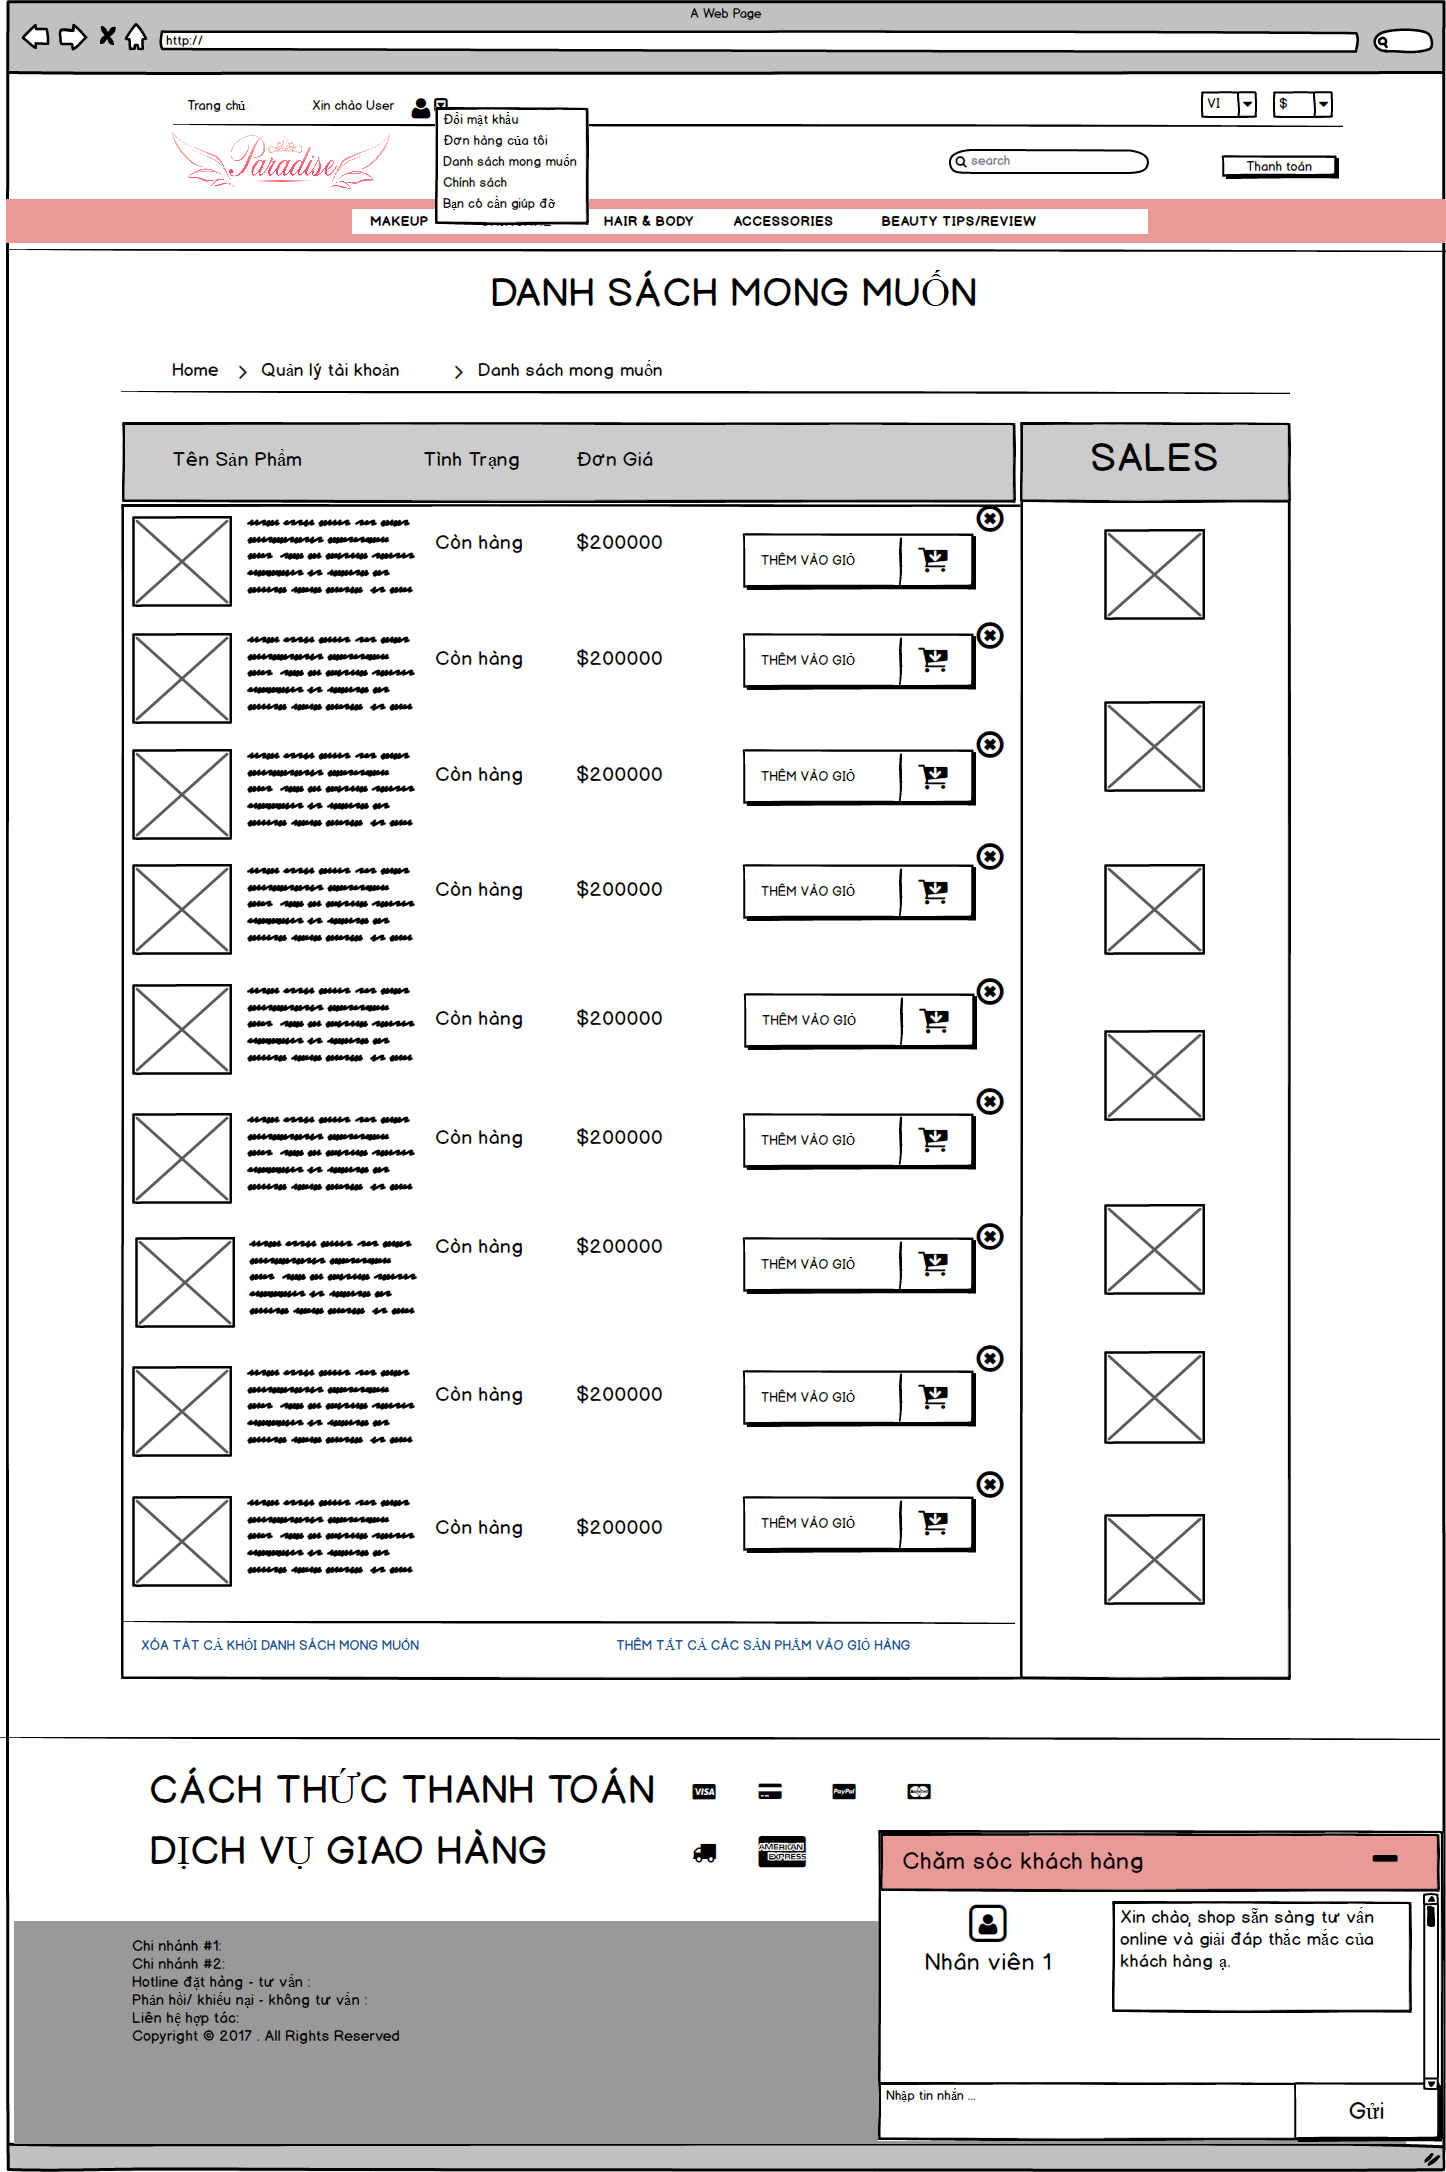 A Web Page
http://
Trang chủ
Xin chào User
VI
$
Đổi mật khẩu
Đơn hàng của tôi
Danh sách mong muốn
Chính sách
Bạn có cần giúp đỡ
Paradise
search
Thanh toán
MAKEUP
HAIR & BODY
ACCESSORIES
BEAUTY TIPS/REVIEW
DANH SÁCH MONG MUỐN
Home
Quản lý tài khoản
Danh sách mong muốn
Tên Sản Phẩm
Tình Trạng
Đơn Giá
SALES
Còn hàng
$200000
THÊM VÀO GIỎ
Còn hàng
$200000
THÊM VÀO GIỎ
Còn hàng
$200000
THÊM VÀO GIỎ
Còn hàng
$200000
THÊM VÀO GIỎ
Còn hàng
$200000
THÊM VÀO GIỎ
Còn hàng
$200000
THÊM VÀO GIỎ
Còn hàng
$200000
THÊM VÀO GIỎ
Còn hàng
$200000
THÊM VÀO GIỎ
Còn hàng
$200000
THÊM VÀO GIỎ
XÓA TẤT CẢ KHỎI DANH SÁCH MONG MUỐN
THÊM TẤT CẢ CÁC SẢN PHẨM VÀO GIỎ HÀNG
CÁCH THỨC THANH TOÁN
VISA
PayPal
DỊCH VỤ GIAO HÀNG
AMERICAN
EXPRESS
Chăm sóc khách hàng
Nhân viên 1
Xin chào, shop sẵn sàng tư vấn
online và giải đáp thắc mắc của
khách hàng ạ.
Nhập tin nhắn ...
Gửi
Chi nhánh #1:
Chi nhánh #2:
Hotline đặt hàng - tư vấn :
Phản hồi/ khiếu nại - không tư vấn :
Liên hệ hợp tác:
Copyright © 2017 . All Rights Reserved